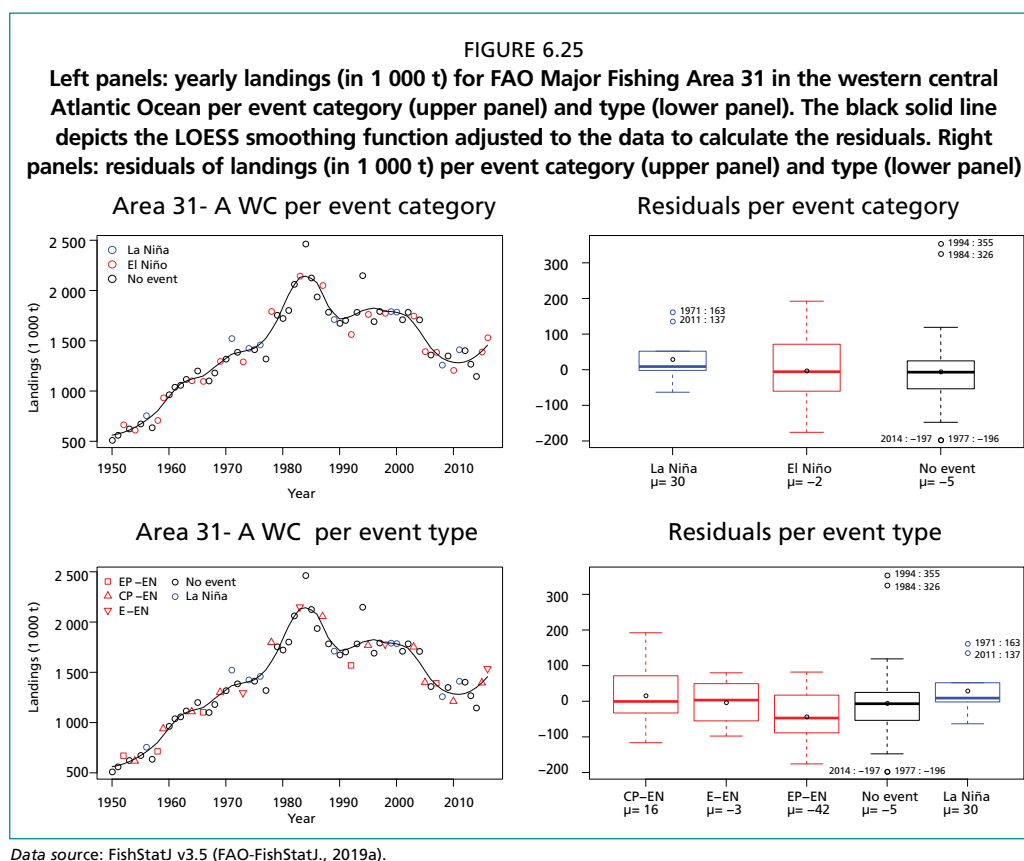 FIGURE 6.25
Left panels: yearly landings (in 1 000 t) for FAO Major Fishing Area 31 in the western central
Atlantic Ocean per event category (upper panel) and type (lower panel). The black solid line
depicts the LOESS smoothing function adjusted to the data to calculate the residuals. Right
panels: residuals of landings (in 1 000 t) per event category (upper panel) and type (lower panel)
Area 31- A WC per event category
2 500
2 000
1 500
1 000
500
Landings (1 000 t)
La Niña
El Niño
No event
1950 1960 1970 1980 1990 2000 2010
Year
Residuals per event category
300
200
100
0
−100
−200
1971 : 163
2011 : 137
1994 : 355
1984 : 326
2014 : −197 1977 : −196
La Niña El Niño No event
μ= 30 μ= −2 μ= −5
Area 31- A WC per event type
2 500
2 000
1 500
1 000
500
Landings (1 000 t)
EP −EN No event
CP−EN La Niña
E−EN
1950 1960 1970 1980 1990 2000 2010
Year
Residuals per event type
300
200
100
0
−100
−200
1994 : 355
1984 : 326
1971 : 163
2011 : 137
2014 : −197 1977 : −196
CP−EN E−EN EP−EN No event La Niña
μ= 16 μ= −3 μ= −42 μ= −5 μ= 30
Data source: FishStatJ v3.5 (FAO-FishStatJ., 2019a).